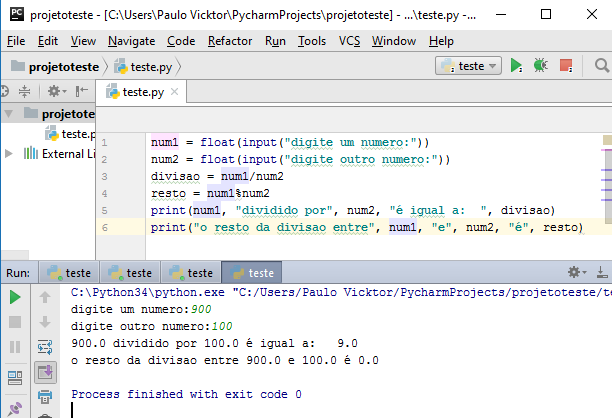 PC projetoteste - [C:\Users\Paulo Vicktor\PycharmProjects\projetoteste] - ...\teste.py -...
File Edit View Navigate Code Refactor Run Tools VCS Window Help
projetoteste teste.py teste
teste.py
projetote
teste.p
External Li
1 num1 = float(input("digite um numero:"))
2 num2 = float(input("digite outro numero:"))
3 divisao = num1/num2
4 resto = num1%num2
5 print(num1, "dividido por", num2, "é igual a:  ", divisao)
6 print("o resto da divisao entre", num1, "e", num2, "é", resto)
Run: teste teste teste teste
C:\Python34\python.exe "C:/Users/Paulo Vicktor/PycharmProjects/projetoteste/te
digite um numero:900
digite outro numero:100
900.0 dividido por 100.0 é igual a:   9.0
o resto da divisao entre 900.0 e 100.0 é 0.0
Process finished with exit code 0